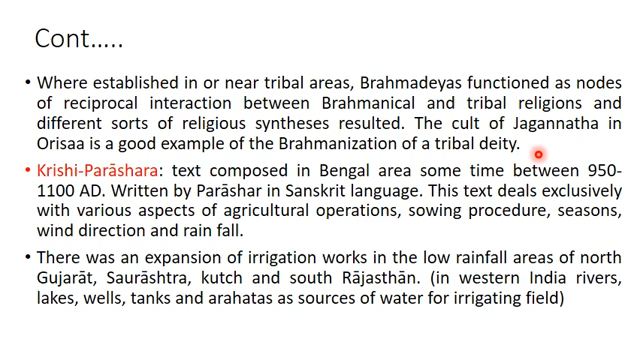 Cont…..
• Where established in or near tribal areas, Brahmadeyas functioned as nodes
of reciprocal interaction between Brahmanical and tribal religions and
different sorts of religious syntheses resulted. The cult of Jagannatha in
Orisaa is a good example of the Brahmanization of a tribal deity.
• Krishi-Parāshara: text composed in Bengal area some time between 950-
1100 AD. Written by Parāshar in Sanskrit language. This text deals exclusively
with various aspects of agricultural operations, sowing procedure, seasons,
wind direction and rain fall.
• There was an expansion of irrigation works in the low rainfall areas of north
Gujarāt, Saurāshtra, kutch and south Rājasthān. (in western India rivers,
lakes, wells, tanks and arahatas as sources of water for irrigating field)